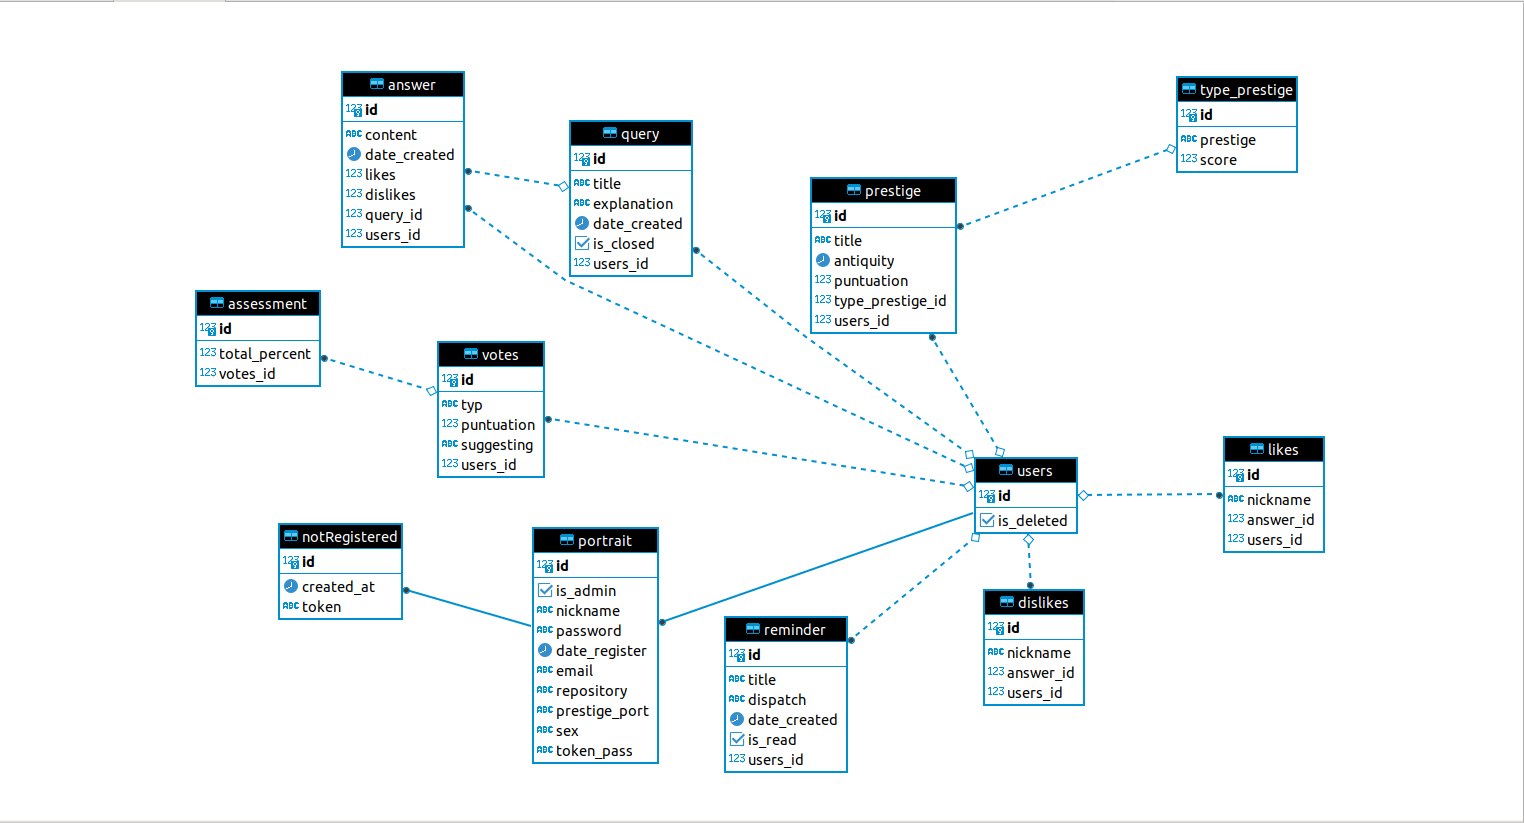 answer
id
content
date_created
likes
dislikes
query_id
users_id
query
id
title
explanation
date_created
is_closed
users_id
type_prestige
id
prestige
score
prestige
id
title
antiquity
puntuation
type_prestige_id
users_id
assessment
id
total_percent
votes_id
votes
id
typ
puntuation
suggesting
users_id
users
id
is_deleted
likes
id
nickname
answer_id
users_id
notRegistered
id
created_at
token
portrait
id
is_admin
nickname
password
date_register
email
repository
prestige_port
sex
token_pass
reminder
id
title
dispatch
date_created
is_read
users_id
dislikes
id
nickname
answer_id
users_id